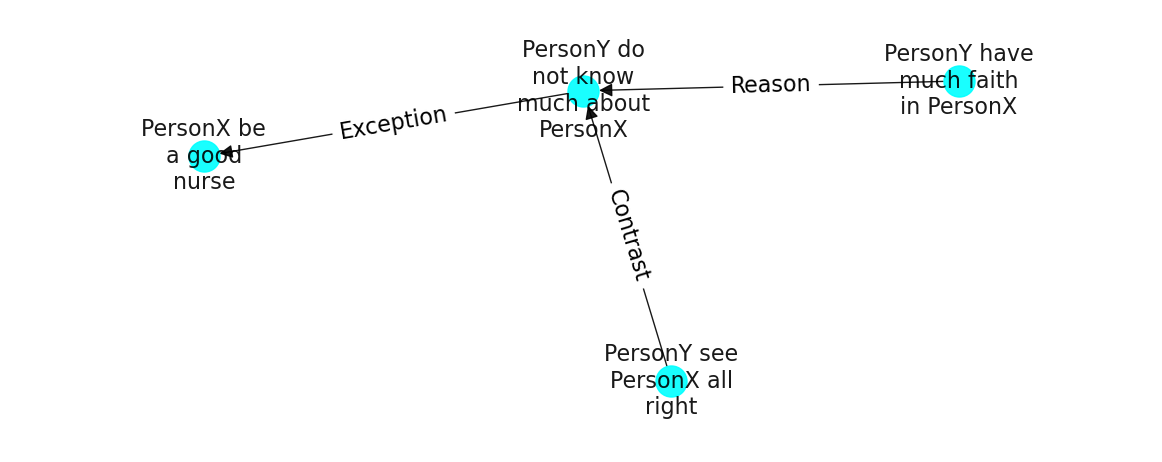 PersonY do
not know
much about
PersonX
PersonY have
much faith
in PersonX
Reason
Exception
PersonX be
a good
nurse
Contrast
PersonY see
PersonX all
right